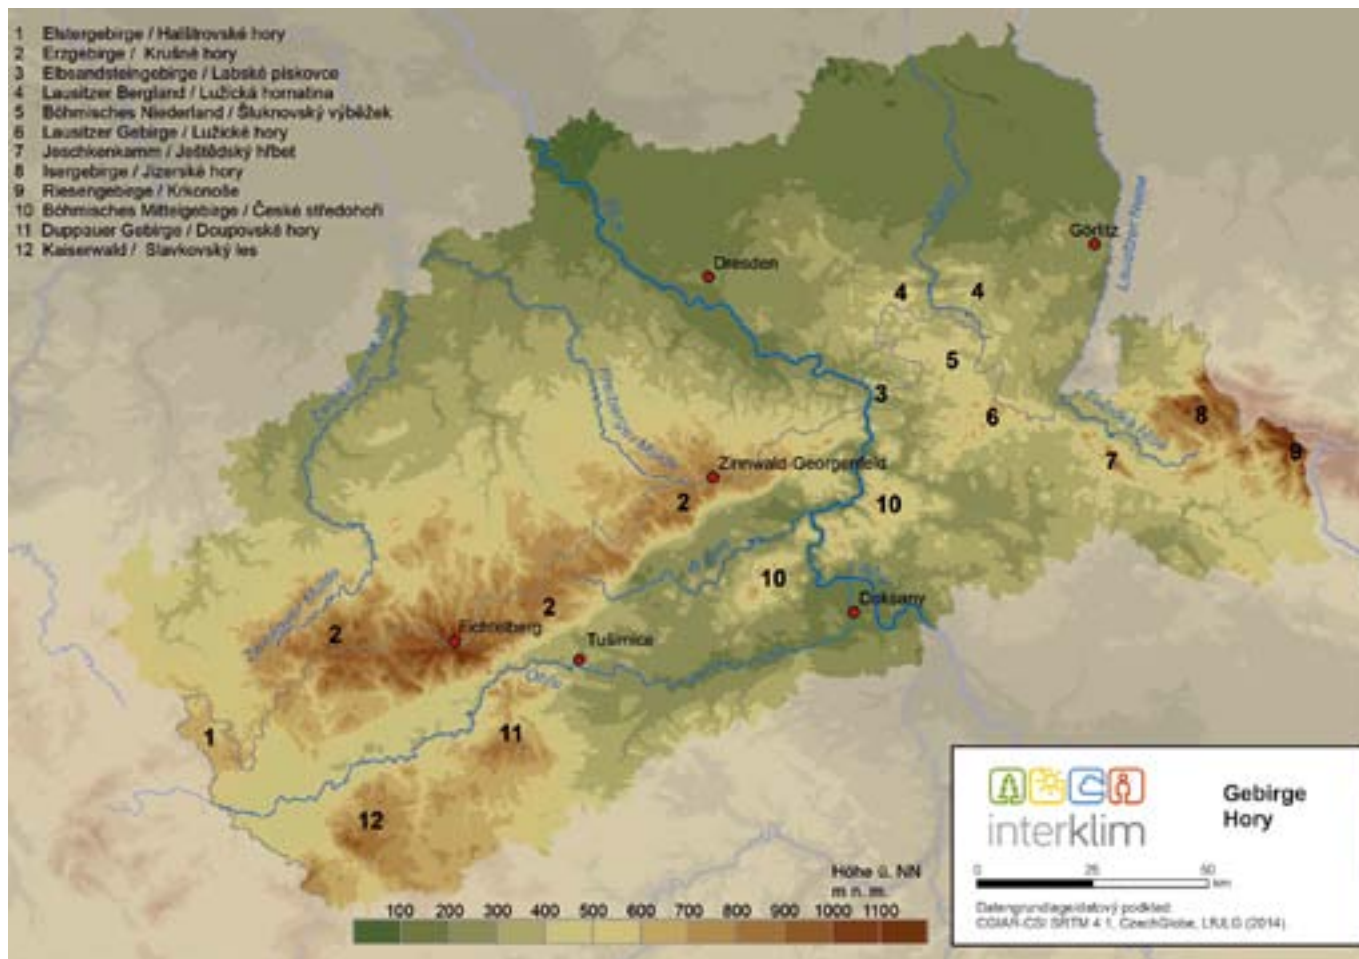 1 Elstergebirge / Halštrovské hory
2 Erzgebirge / Krušné hory
3 Elbsandsteingebirge / Labské pískovce
4 Lausitzer Bergland / Lužická hornatina
5 Böhmisches Niederland / Šluknovský výběžek
6 Lausitzer Gebirge / Lužické hory
7 Jeschkenkamm / Ještědský hřbet
8 Isergebirge / Jizerské hory
9 Riesengebirge / Krkonoše
10 Böhmisches Mittelgebirge / České středohoří
11 Duppauer Gebirge / Doupovské hory
12 Kaiserwald / Slavkovský les
Görlitz
Lausitzer Neisse
Dresden
4 4
5
3
6
8
7
9
Freiberger Mulde
Zinnwald-Georgenfeld
2
10
10
Doksany
2
2
Fichtelberg
Tušimice
Ohře
1
11
12
interklim
Gebirge
Hory
0 25 50
km
Datengrundlage/datový podklad:
CGIAR-CSI SRTM 4.1, CzechGlobe, LfULG (2014)
Höhe ü. NN
m n. m.
100 200 300 400 500 600 700 800 900 1000 1100